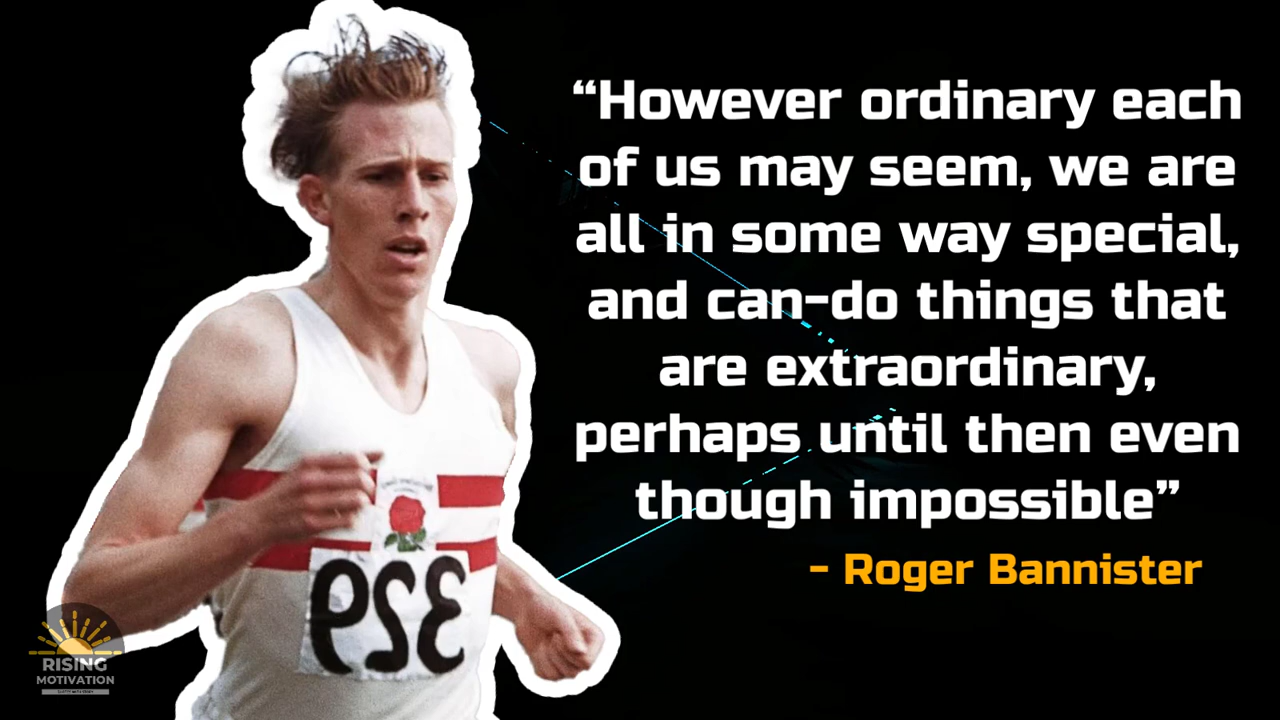 “However ordinary each
of us may seem, we are
all in some way special,
and can-do things that
are extraordinary,
perhaps until then even
though impossible”
- Roger Bannister
329
RISING
MOTIVATION